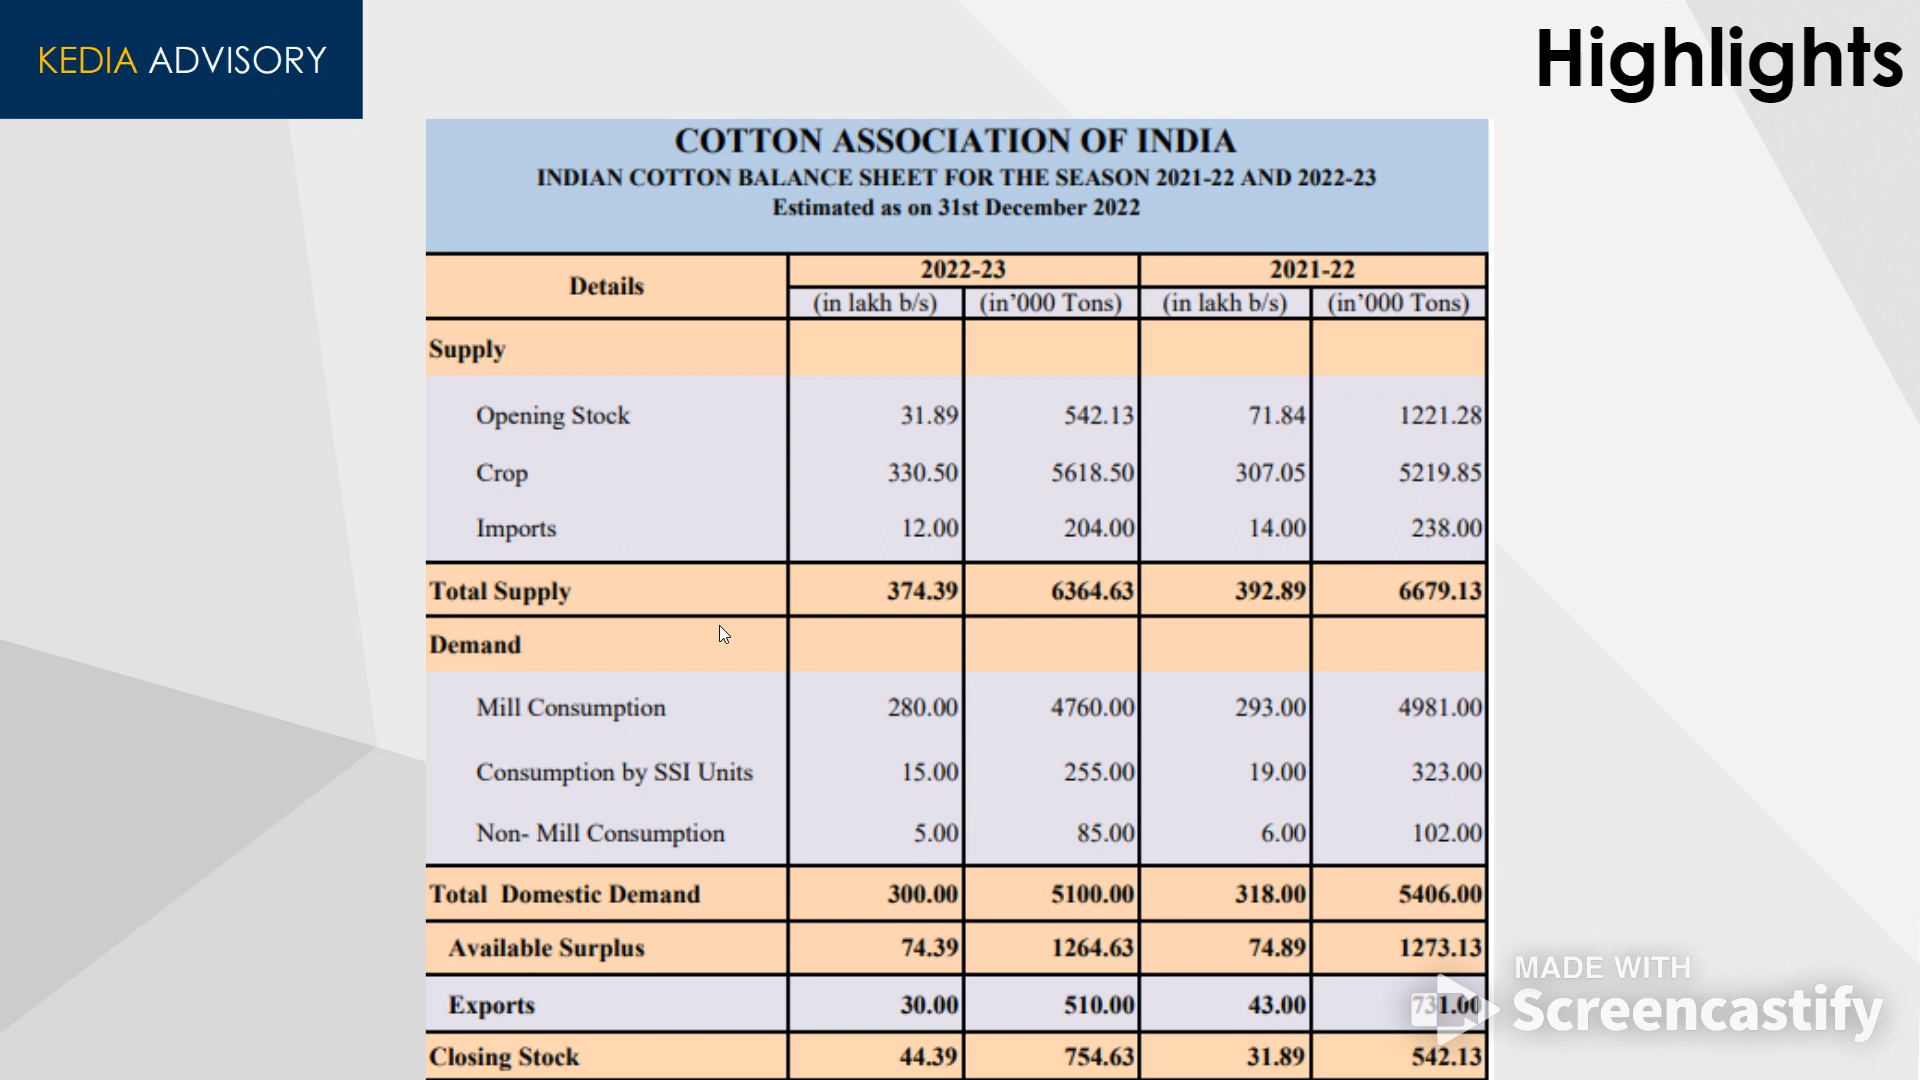 KEDIA ADVISORY
Highlights
COTTON ASSOCIATION OF INDIA
INDIAN COTTON BALANCE SHEET FOR THE SEASON 2021-22 AND 2022-23
Estimated as on 31st December 2022
Details 2022-23 2021-22
(in lakh b/s) (in'000 Tons) (in lakh b/s) (in'000 Tons)
Supply
Opening Stock 31.89 542.13 71.84 1221.28
Crop 330.50 5618.50 307.05 5219.85
Imports 12.00 204.00 14.00 238.00
Total Supply 374.39 6364.63 392.89 6679.13
Demand
Mill Consumption 280.00 4760.00 293.00 4981.00
Consumption by SSI Units 15.00 255.00 19.00 323.00
Non- Mill Consumption 5.00 85.00 6.00 102.00
Total Domestic Demand 300.00 5100.00 318.00 5406.00
Available Surplus 74.39 1264.63 74.89 1273.13
Exports 30.00 510.00 43.00 731.00
Closing Stock 44.39 754.63 31.89 542.13
MADE WITH
Screencastify